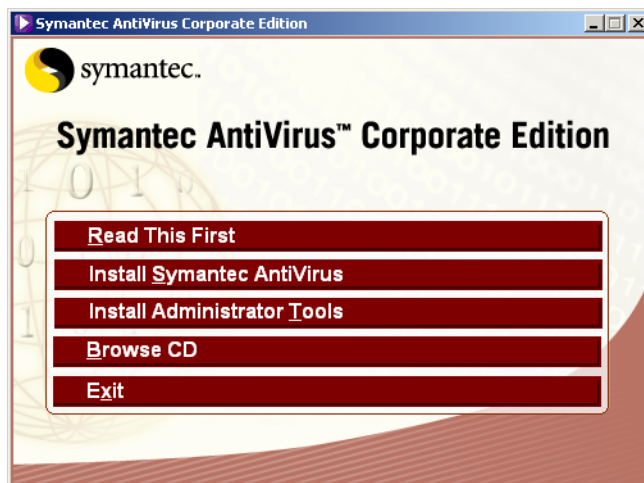 Symantec AntiVirus Corporate Edition
symantec.
Symantec AntiVirus™ Corporate Edition
Read This First
Install Symantec AntiVirus
Install Administrator Tools
Browse CD
Exit